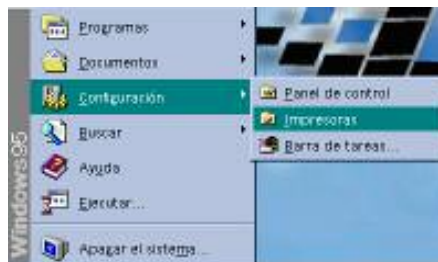 Programas
Documentos
Configuración
Buscar
Ayuda
Ejecutar...
Apagar el sistema...
Panel de control
Impresoras
Barra de tareas...
Windows95